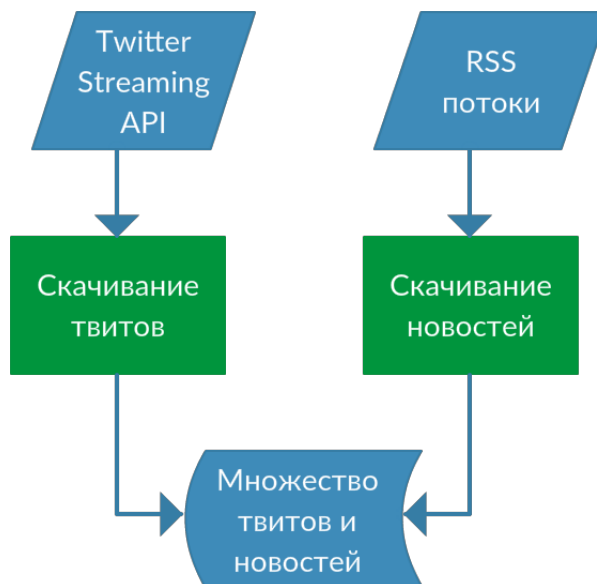 Twitter
Streaming
API
RSS
потоки
Скачивание
твитов
Скачивание
новостей
Множество
твитов и
новостей